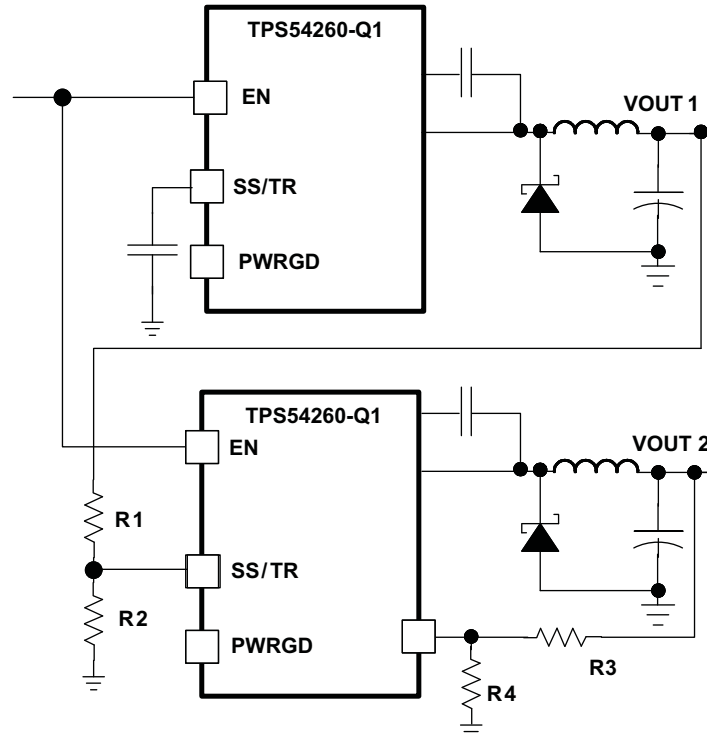 TPS54260-Q1
EN
VOUT 1
SS/TR
PWRGD
TPS54260-Q1
EN
VOUT 2
R1
SS/TR
R2
PWRGD
R3
R4